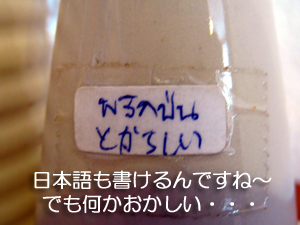 พริกป่น
とがらしい
日本語も書けるんですね～
でも何かおかしい・・・